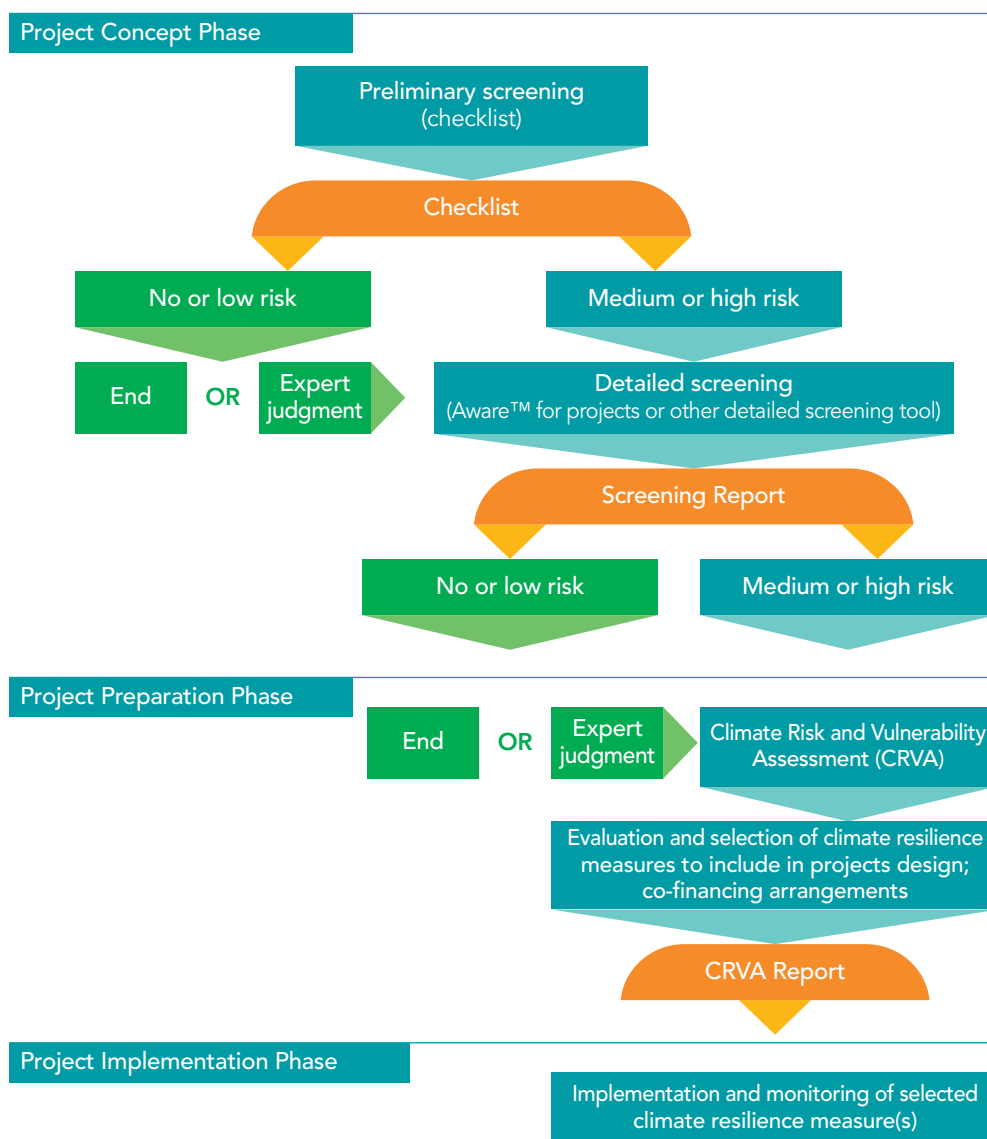 Project Concept Phase
Preliminary screening
(checklist)
Checklist
No or low risk
Medium or high risk
End
OR
Expert
judgment
Detailed screening
(Aware™ for projects or other detailed screening tool)
Screening Report
No or low risk
Medium or high risk
Project Preparation Phase
End
OR
Expert
judgment
Climate Risk and Vulnerability
Assessment (CRVA)
Evaluation and selection of climate resilience
measures to include in projects design;
co-financing arrangements
CRVA Report
Project Implementation Phase
Implementation and monitoring of selected
climate resilience measure(s)